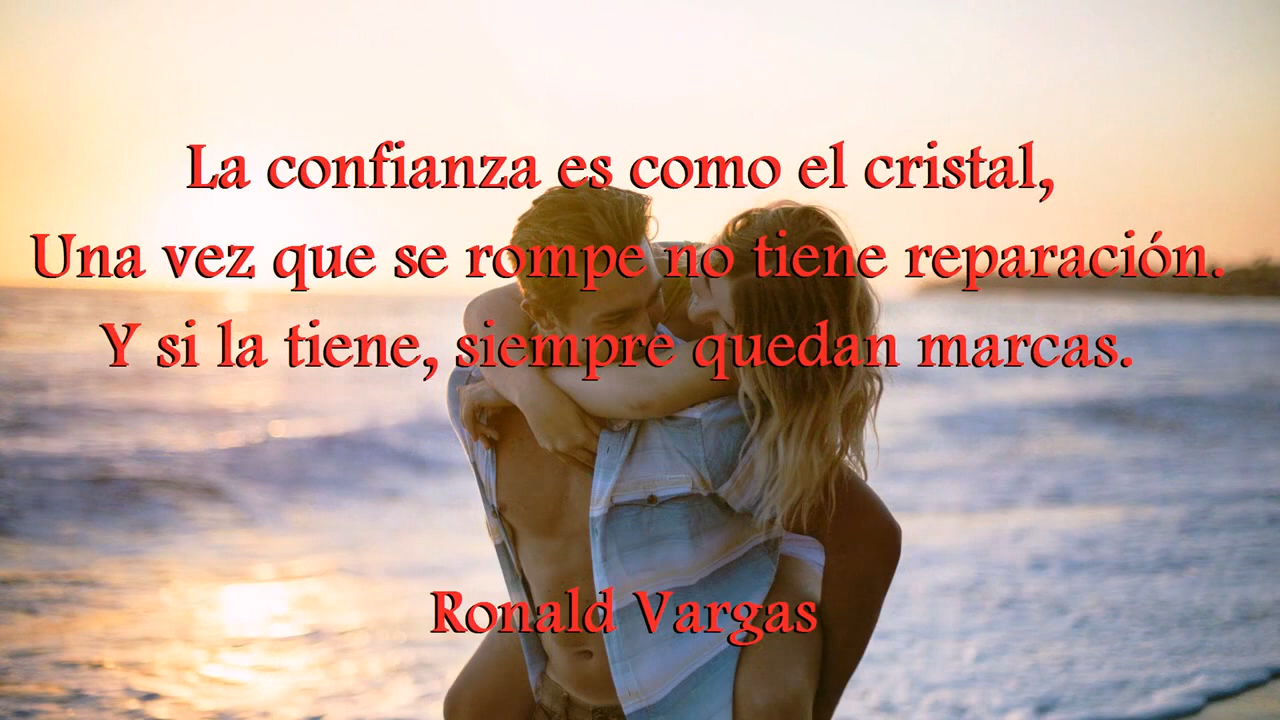 La confianza es como el cristal,
Una vez que se rompe no tiene reparación.
Y si la tiene, siempre quedan marcas.
Ronald Vargas